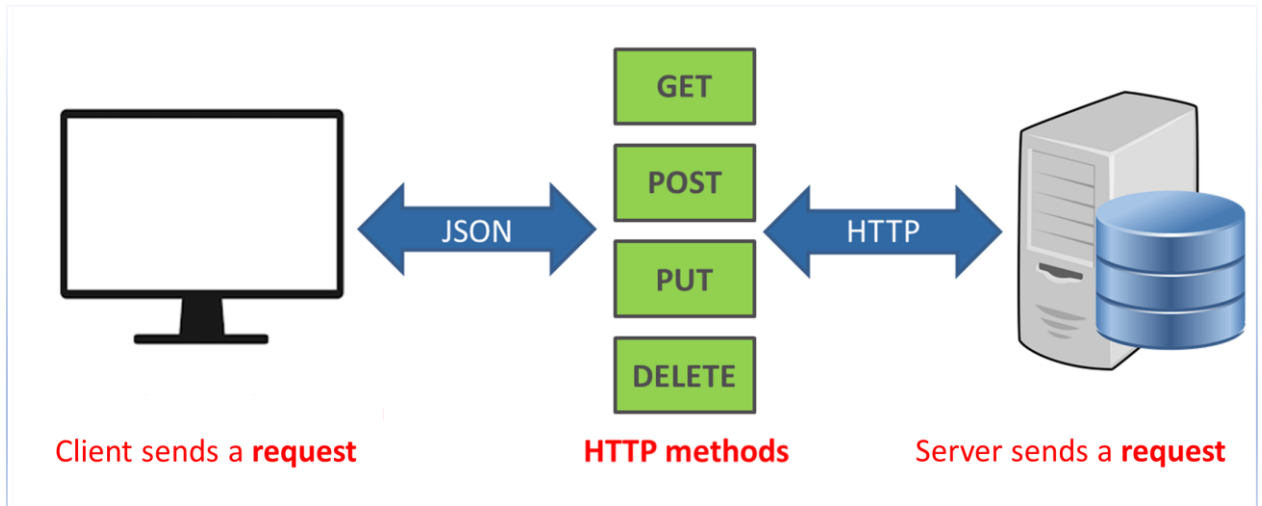 GET
POST
JSON
HTTP
PUT
DELETE
Client sends a request
HTTP methods
Server sends a request